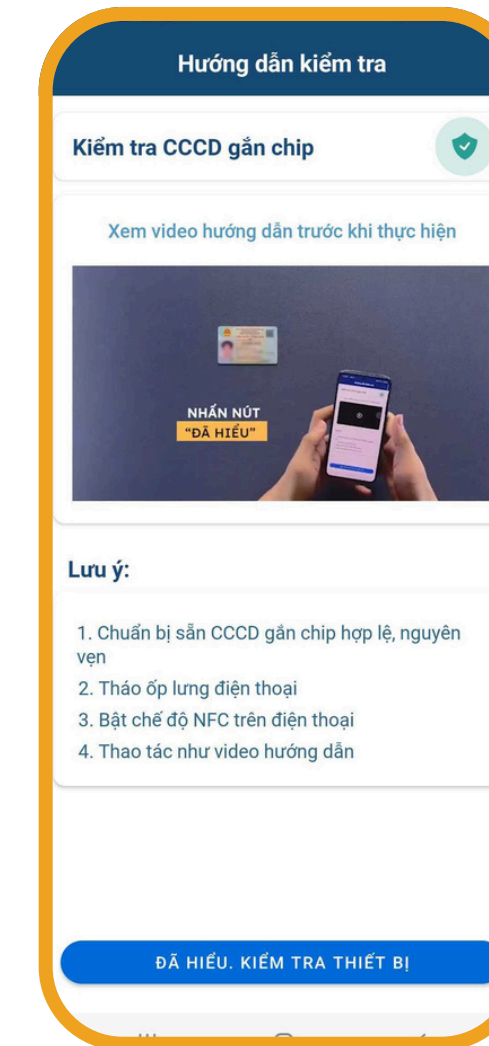 Hướng dẫn kiểm tra
Kiểm tra CCCD gắn chip
Xem video hướng dẫn trước khi thực hiện
NHẤN NÚT
"ĐÃ HIỂU"
Lưu ý:
1. Chuẩn bị sẵn CCCD gắn chip hợp lệ, nguyên
vẹn
2. Tháo ốp lưng điện thoại
3. Bật chế độ NFC trên điện thoại
4. Thao tác như video hướng dẫn
ĐÃ HIỂU. KIỂM TRA THIẾT BỊ